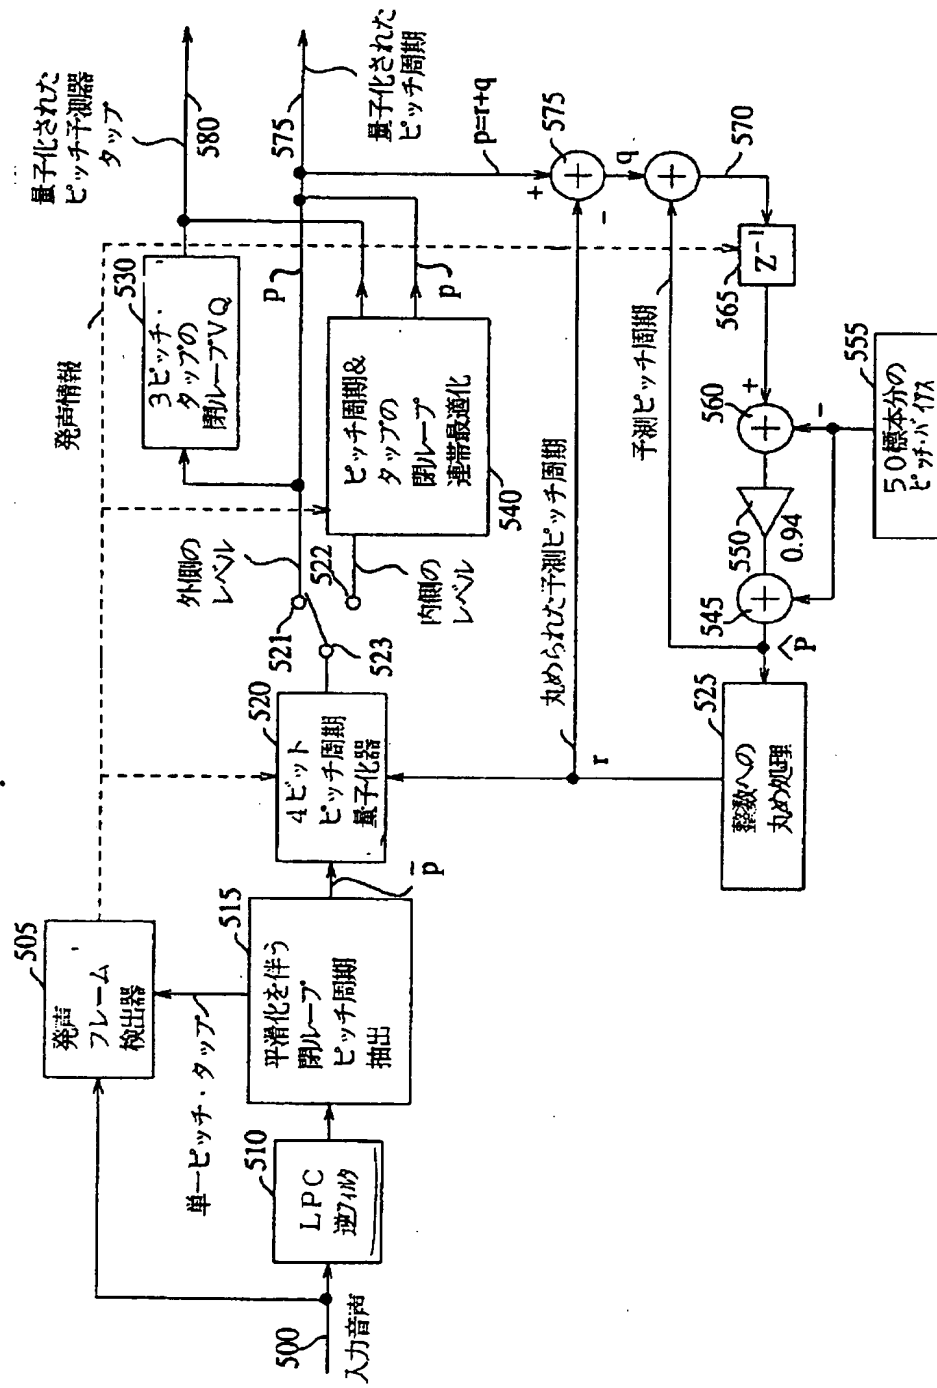 500
入力音声
510
LPC
逆フィルタ
505
発声
フレーム
検出器
単一ピッチ・タップ
515
平滑化を伴う
閉ループ
ピッチ周期
抽出
p̄
520
4ビット
ピッチ周期
量子化器
521
522
523
外側の
レベル
内側の
レベル
発声情報
530
3ピッチ・
タップの
閉ループVQ
540
ピッチ周期&
タップの
閉ループ
連帯最適化
p
p
量子化された
ピッチ予測器
タップ
580
575
量子化された
ピッチ周期
p=r+q
+
−
575
q
570
565
Z⁻¹
予測ピッチ周期
丸められた予測ピッチ周期
r
+
560
−
550
0.94
545
p̂
555
50標本分の
ピッチ・バイアス
525
整数への
丸め処理